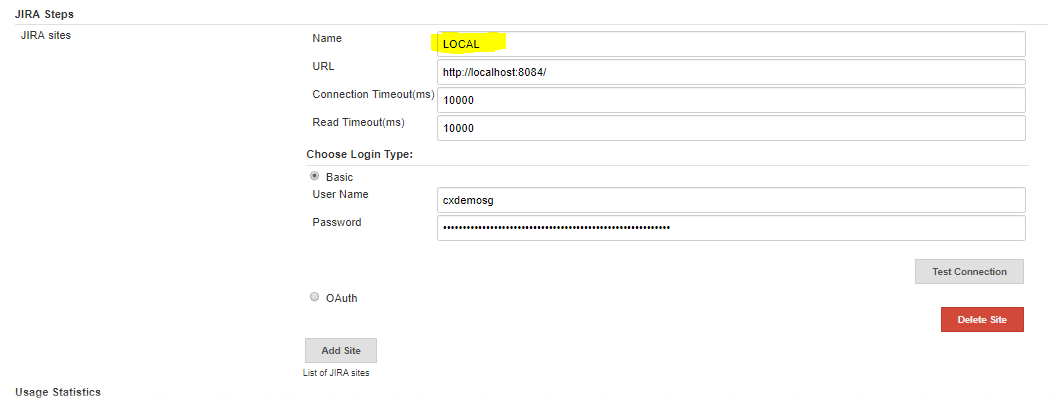 JIRA Steps
JIRA sites
Name
LOCAL
URL
http://localhost:8084/
Connection Timeout(ms)
10000
Read Timeout(ms)
10000
Choose Login Type:
Basic
User Name
cxdemosg
Password
Test Connection
OAuth
Delete Site
Add Site
List of JIRA sites
Usage Statistics